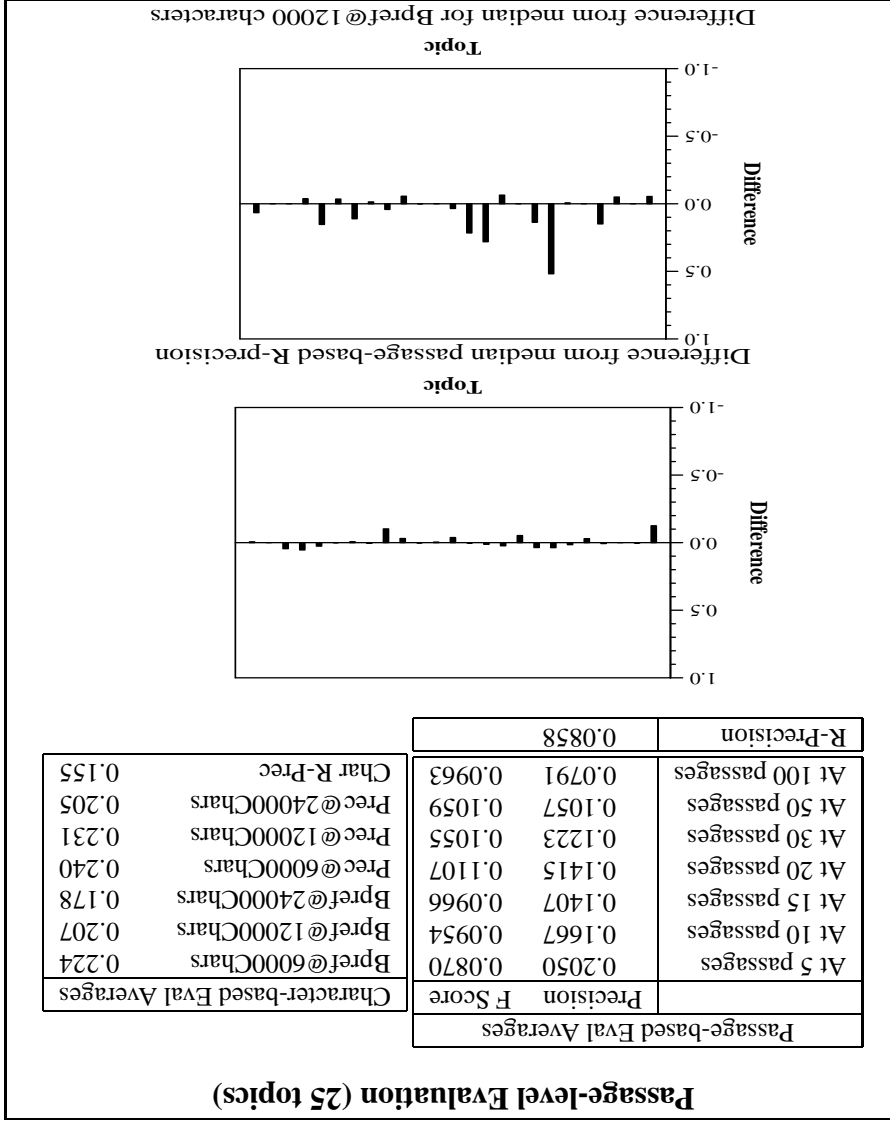 Passage-level Evaluation (25 topics)
Passage-based Eval Averages
Precision F Score
At 5 passages 0.2050 0.0870
At 10 passages 0.1667 0.0954
At 15 passages 0.1407 0.0966
At 20 passages 0.1415 0.1107
At 30 passages 0.1223 0.1055
At 50 passages 0.1057 0.1059
At 100 passages 0.0791 0.0963
R-Precision 0.0858
Character-based Eval Averages
Bpref@6000Chars 0.224
Bpref@12000Chars 0.207
Bpref@24000Chars 0.178
Prec@6000Chars 0.240
Prec@12000Chars 0.231
Prec@24000Chars 0.205
Char R-Prec 0.155
1.0
0.5
0.0
-0.5
-1.0
Difference
Topic
Difference from median passage-based R-precision
1.0
0.5
0.0
-0.5
-1.0
Difference
Topic
Difference from median for Bpref@12000 characters